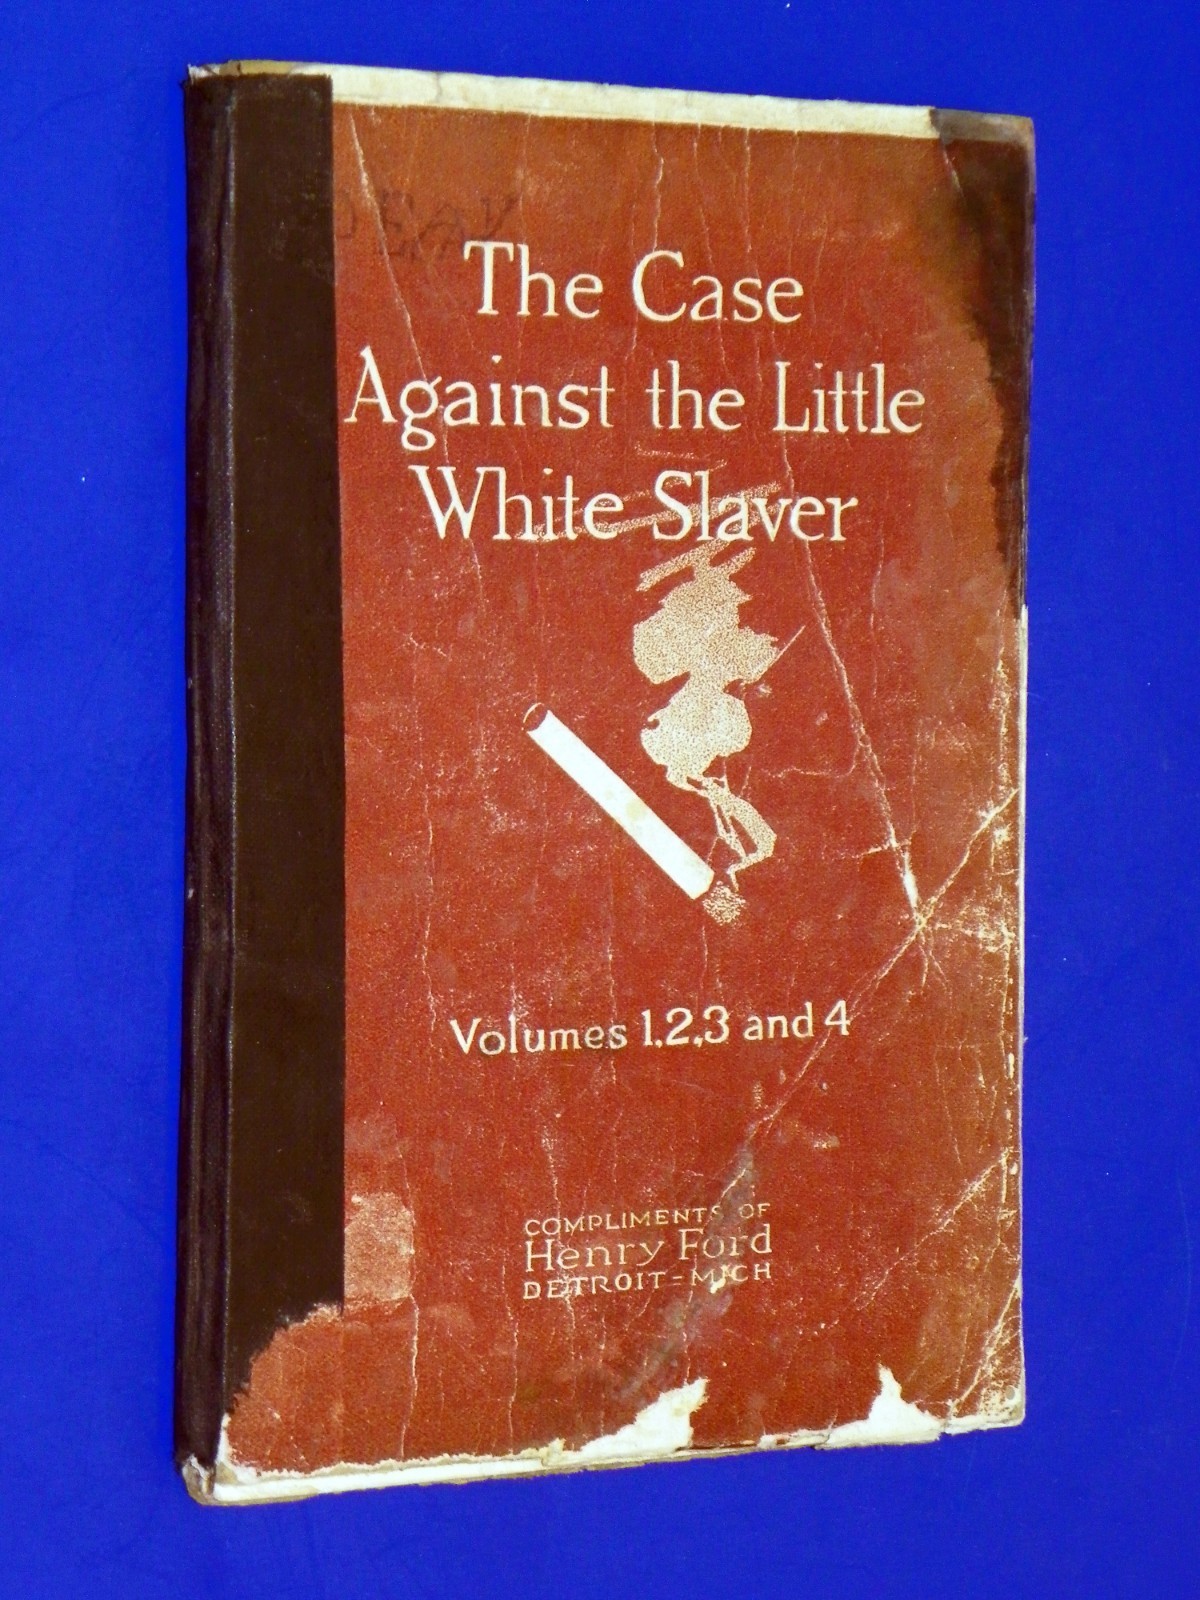 The Case
Against the Little
White Slaver
Volumes 1,2,3 and 4
COMPLIMENTS OF
Henry Ford
DETROIT=MICH